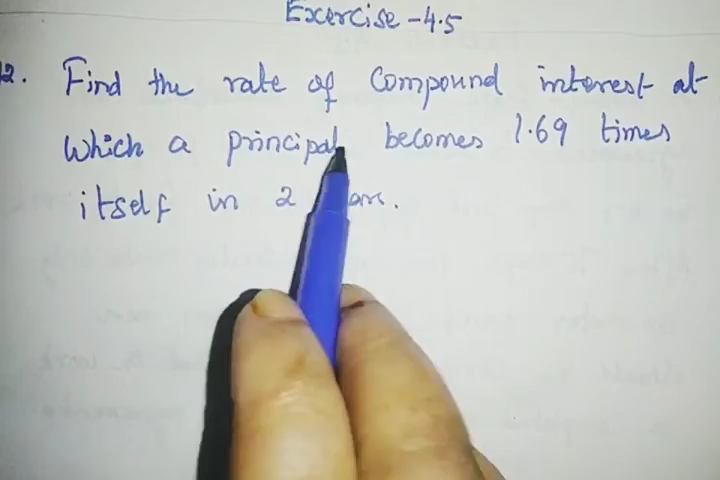 Exercise - 4.5
2. Find the rate of compound interest at
which a principal becomes 1.69 times
itself in 2